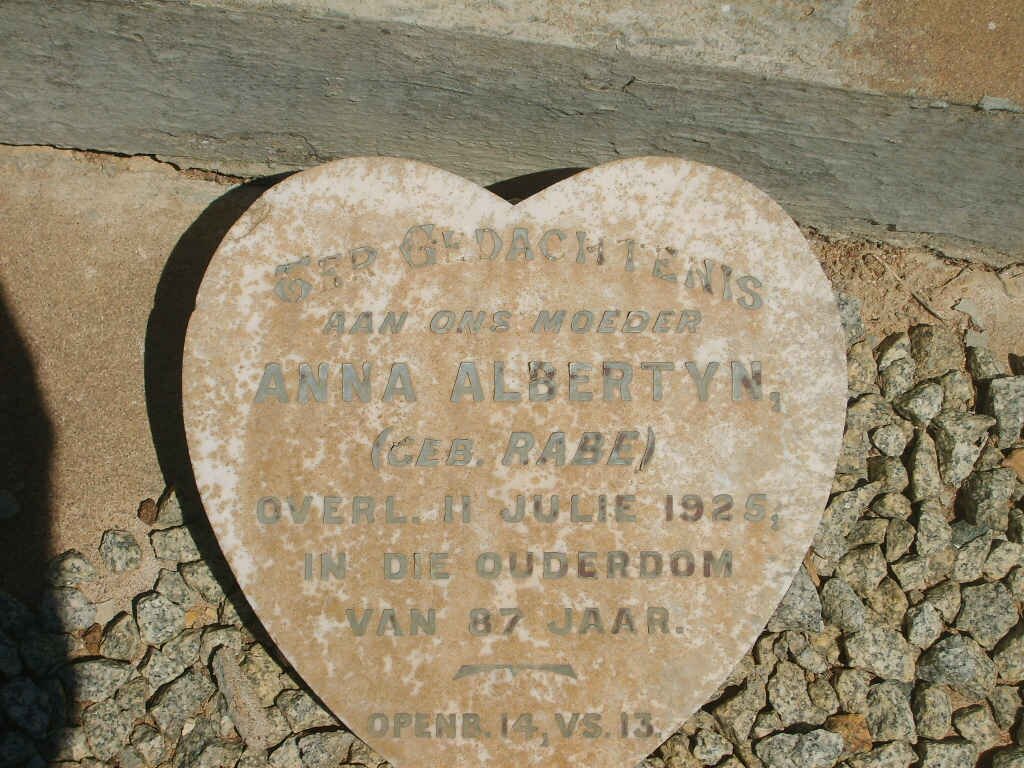 Ter Gedachtenis
AAN ONS MOEDER
ANNA ALBERTYN,
(GEB. RABE)
OVERL. 11 JULIE 1925,
IN DIE OUDERDOM
VAN 87 JAAR.
OPENB. 14, VS. 13.